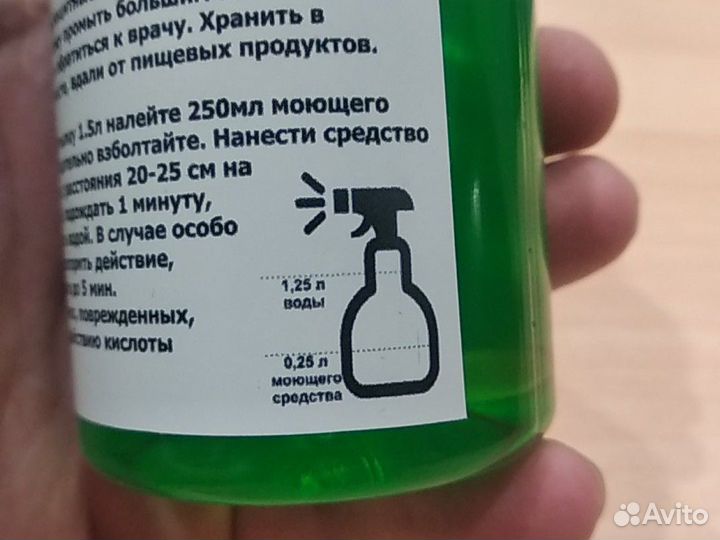 промыть большим
к врачу. Хранить в
вдали от пищевых продуктов.
1.5л налейте 250мл моющего
взболтайте. Нанести средство
расстояния 20-25 см на
подождать 1 минуту,
водой. В случае особо
действие,
до 5 мин.
поврежденных,
кислоты
1,25 л
воды
0,25 л
моющего
средства
Avito